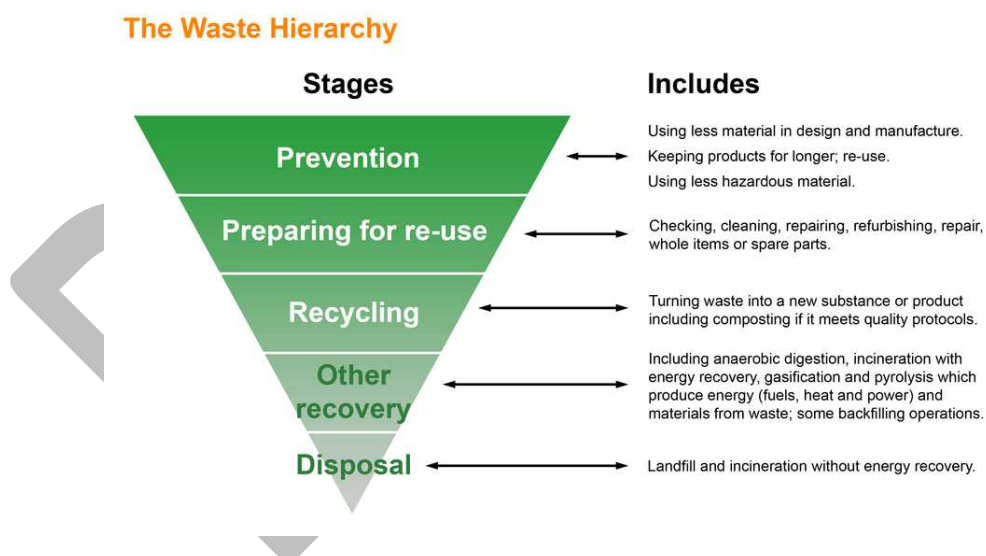 The Waste Hierarchy
Stages
Includes
Prevention
Using less material in design and manufacture.
Keeping products for longer; re-use.
Using less hazardous material.
Preparing for re-use
Checking, cleaning, repairing, refurbishing, repair,
whole items or spare parts.
Recycling
Turning waste into a new substance or product
including composting if it meets quality protocols.
Other
recovery
Including anaerobic digestion, incineration with
energy recovery, gasification and pyrolysis which
produce energy (fuels, heat and power) and
materials from waste; some backfilling operations.
Disposal
Landfill and incineration without energy recovery.